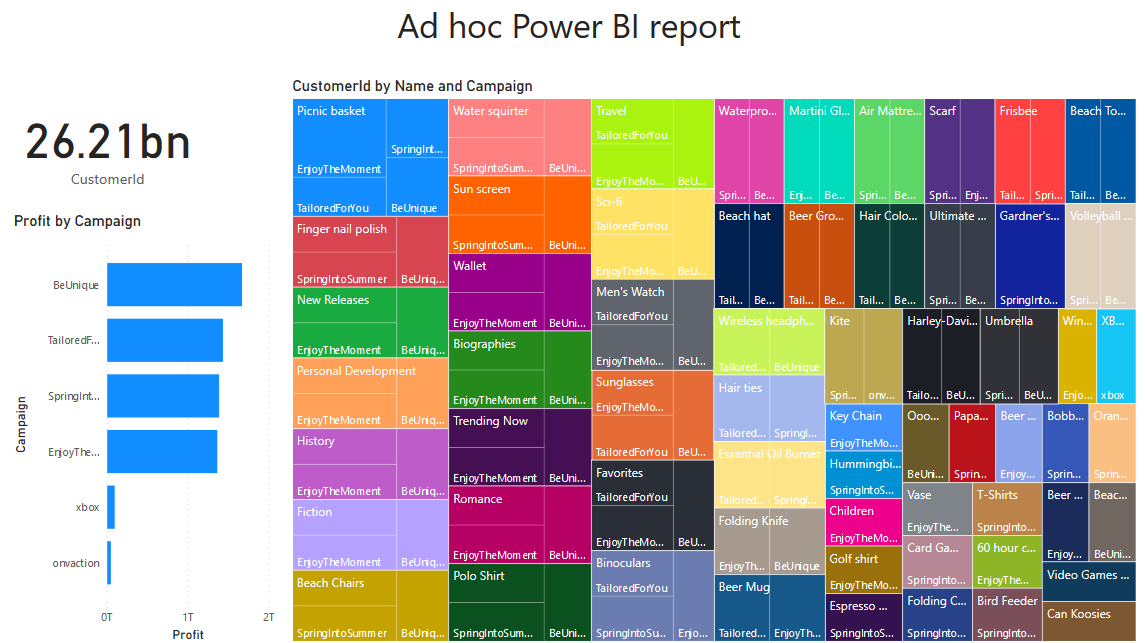 Ad hoc Power BI report
26.21bn
CustomerId
Profit by Campaign
Campaign
BeUnique
TailoredF...
SpringInt...
EnjoyThe...
xbox
onvaction
0T 1T 2T
Profit
CustomerId by Name and Campaign
Picnic basket
SpringInt...
EnjoyTheMoment
TailoredForYou
BeUnique
Finger nail polish
SpringIntoSummer
BeUniq...
New Releases
EnjoyTheMoment
BeUniq...
Personal Development
EnjoyTheMoment
BeUniq...
History
EnjoyTheMoment
BeUniq...
Fiction
EnjoyTheMoment
BeUniq...
Beach Chairs
SpringIntoSummer
BeUniq...
Water squirter
SpringIntoSum...
BeUni...
Sun screen
SpringIntoSum...
BeUni...
Wallet
EnjoyTheMoment
BeUni...
Biographies
EnjoyTheMoment
BeUni...
Trending Now
EnjoyTheMoment
BeUni...
Romance
EnjoyTheMoment
BeUni...
Polo Shirt
SpringIntoSum...
BeUni...
Travel
TailoredForYou
EnjoyTheMo...
BeU...
Sci-fi
TailoredForYou
EnjoyTheMo...
BeU...
Men's Watch
TailoredForYou
EnjoyTheMo...
BeU...
Sunglasses
EnjoyTheMo...
TailoredForYou
BeU...
Favorites
TailoredForYou
EnjoyTheMo...
BeU...
Binoculars
TailoredForYou
SpringIntoSu...
Enjo...
Waterpro...
Spri...
Be...
Martini Gl...
Enj...
Be...
Air Mattre...
Spri...
Be...
Scarf
Spri...
Enj...
Frisbee
Tail...
Spri...
Beach To...
Tail...
Be...
Beach hat
Tail...
Be...
Beer Gro...
Tail...
Be...
Hair Colo...
Tail...
Be...
Ultimate ...
Spri...
Be...
Gardner's...
SpringInto...
Volleyball ...
Spri...
Be...
Wireless headph...
Tailored...
BeUnique
Hair ties
Tailored...
SpringI...
Essential Oil Burner
Tailored...
SpringI...
Folding Knife
EnjoyTh...
BeUnique
Beer Mug
Tailored...
EnjoyTh...
Kite
Spri...
onv...
Harley-Davi...
Tailo...
BeU...
Umbrella
Spri...
BeU...
Win...
Enjo...
XB...
xbox
Key Chain
EnjoyTheMo...
Hummingbi...
SpringIntoS...
Children
EnjoyTheMo...
Golf shirt
EnjoyTheMo...
Espresso ...
SpringIntoS...
Ooo...
BeUni...
Papa...
Sprin...
Beer ...
Enjoy...
Bobb...
Sprin...
Oran...
Sprin...
Vase
EnjoyThe...
T-Shirts
SpringInto...
Beer ...
Enjoy...
Beac...
BeUni...
Card Ga...
SpringInto...
60 hour c...
EnjoyThe...
Folding C...
SpringInto...
Bird Feeder
SpringInto...
Video Games ...
Can Koosies